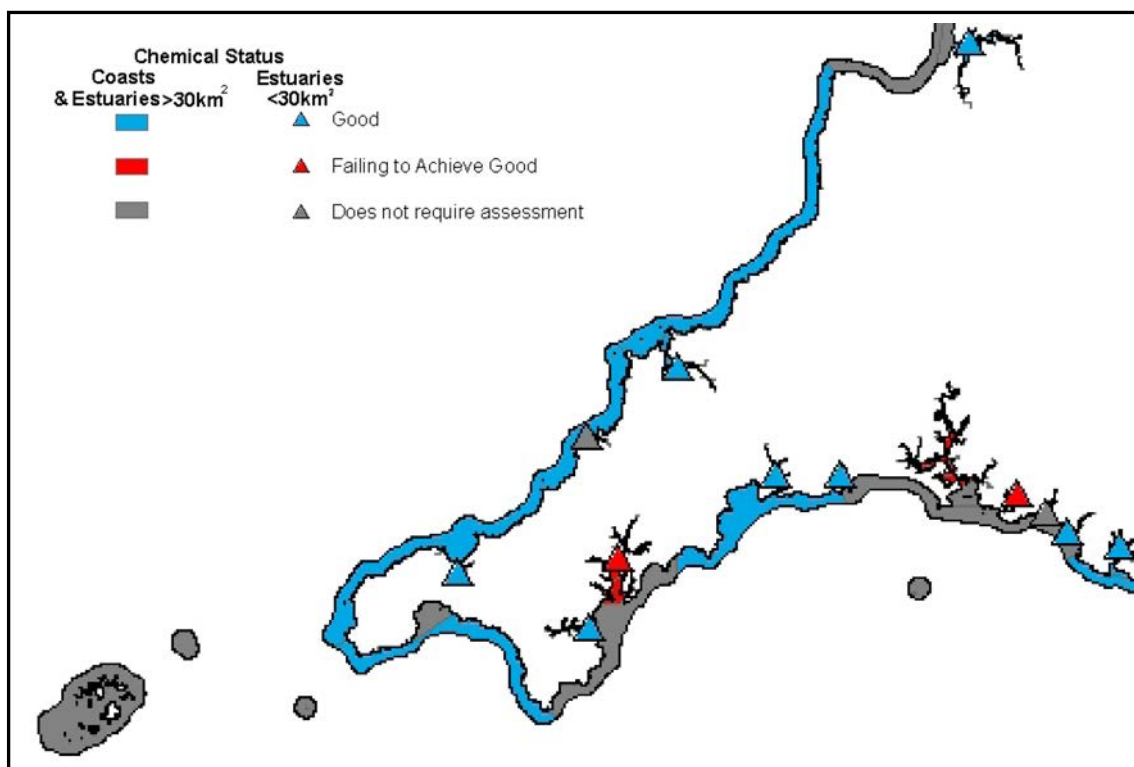 Chemical Status
Coasts Estuaries
& Estuaries>30km² <30km²
Good
Failing to Achieve Good
Does not require assessment